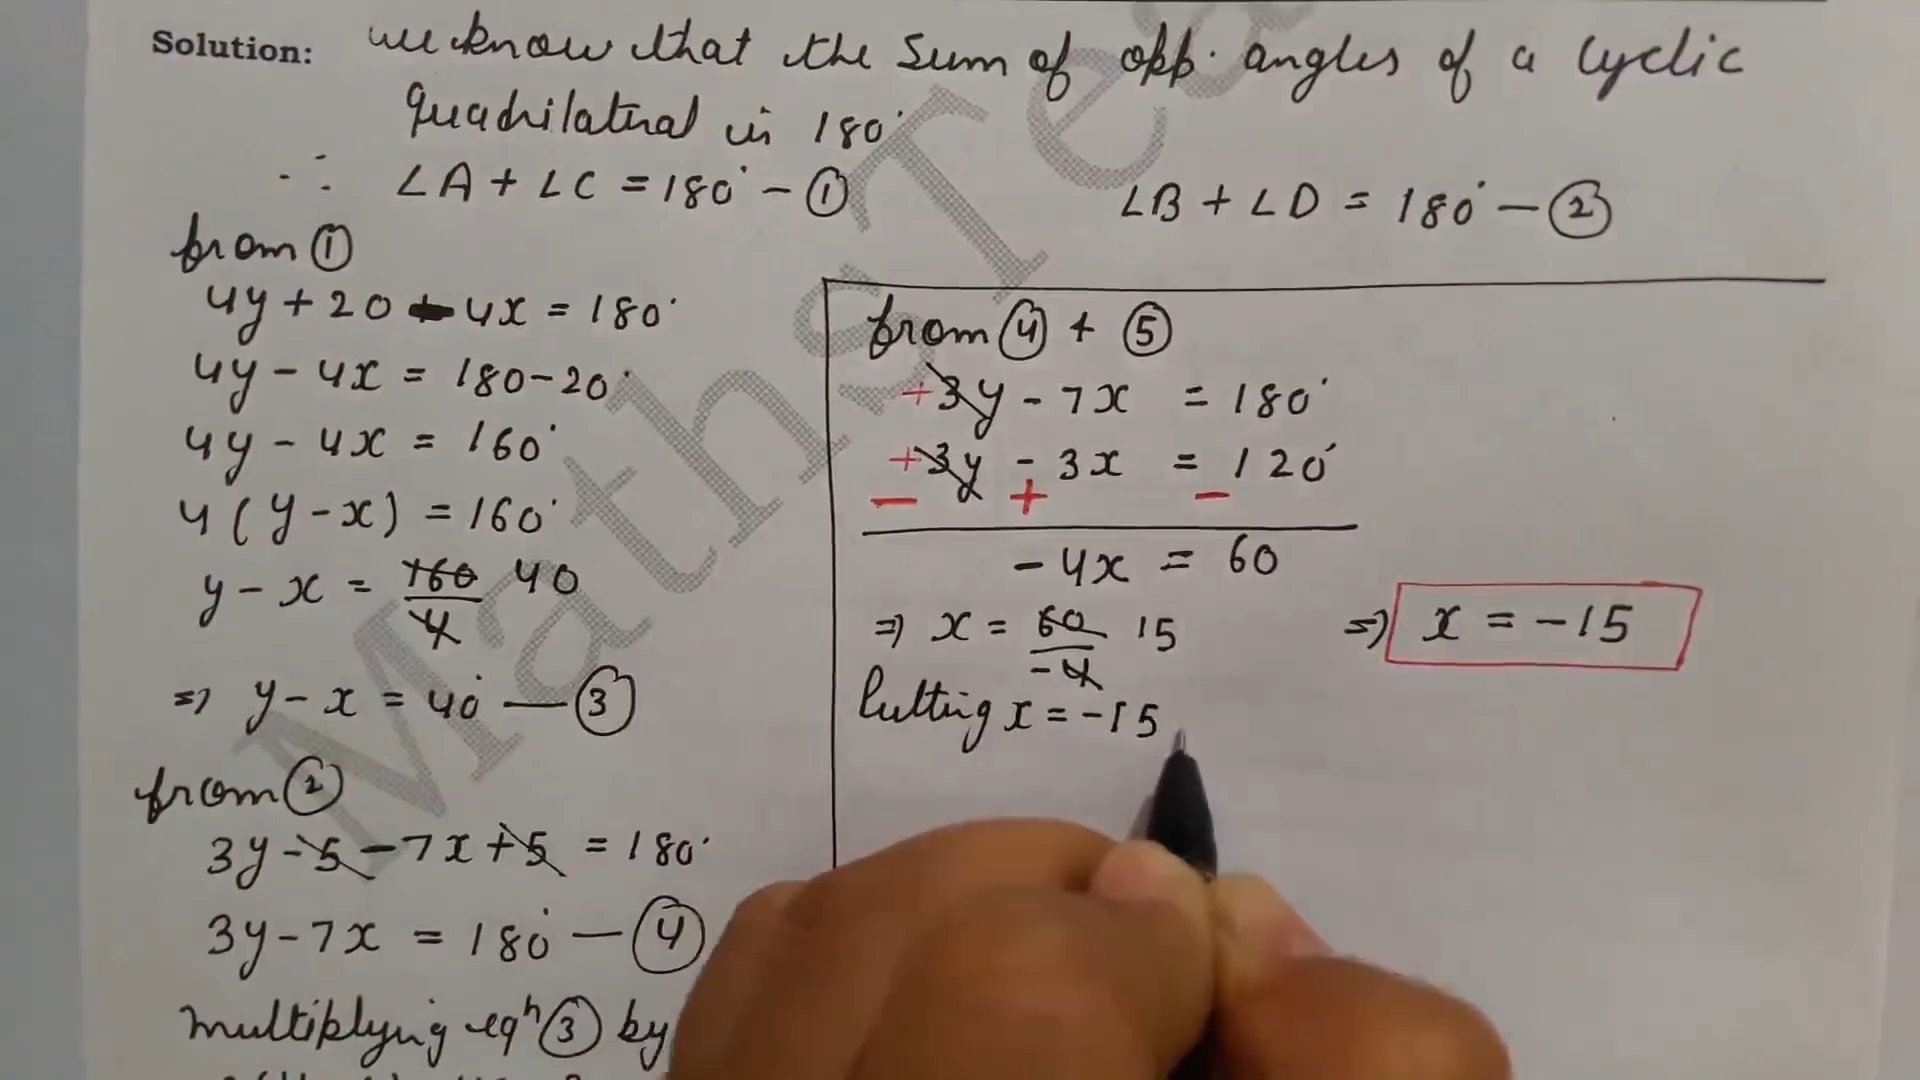 Solution: we know that the Sum of opp. angles of a Cyclic
quadrilateral is 180°
∴ ∠A + ∠C = 180° - ①
∠B + ∠D = 180° - ②
from ①
4y + 20 - 4x = 180°
4y - 4x = 180-20°
4y - 4x = 160°
4(y-x) = 160°
y - x = 160/4 40
⇒ y - x = 40° - ③
from ②
3y - 5 - 7x + 5 = 180°
3y - 7x = 180° - ④
Multiplying eqn ③ by
from ④ + ⑤
+3y - 7x = 180°
+3y - 3x = 120°
- + -
-4x = 60
⇒ x = 60/-4 15 ⇒ x = -15
Putting x = -15
MathsTea